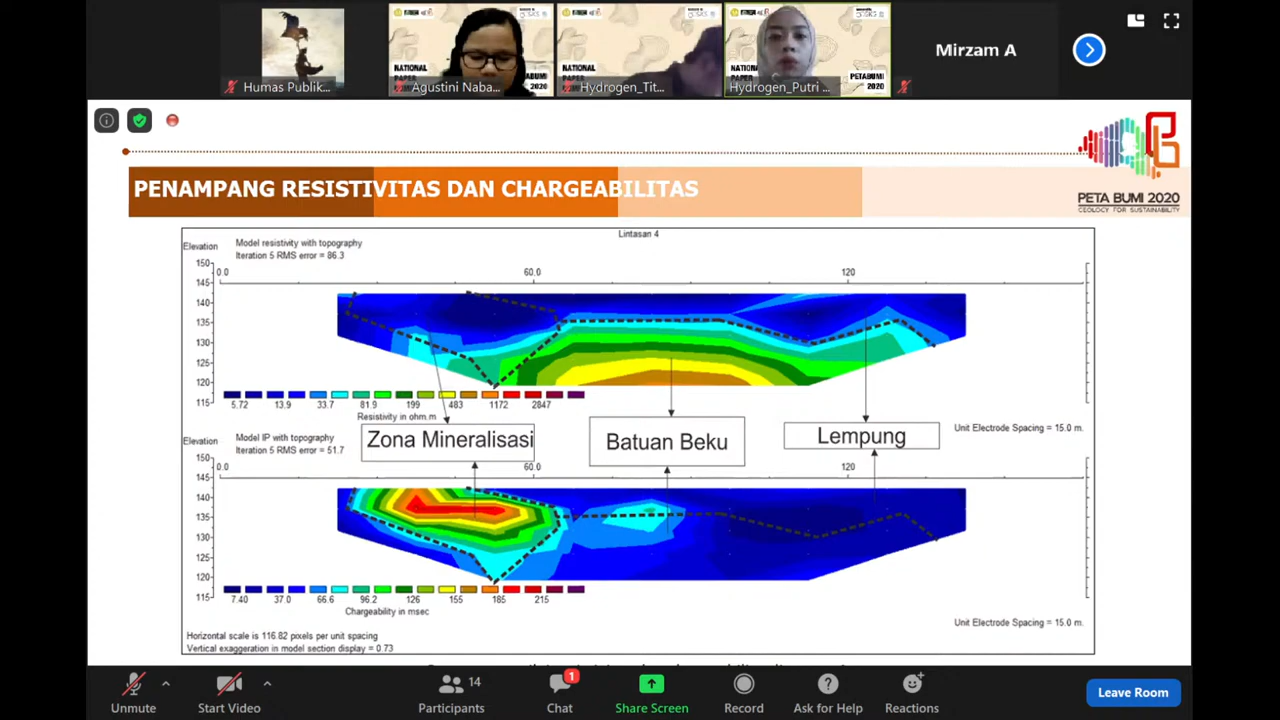 NATIONAL
PAPER
PETABUMI
2020
Mirzam A
Humas Publik...
Agustini Naba...
Hydrogen_Tit...
Hydrogen_Putri ...
PETA BUMI 2020
GEOLOGY FOR SUSTAINABILITY
PENAMPANG RESISTIVITAS DAN CHARGEABILITAS
Lintasan 4
Elevation
Model resistivity with topography
Iteration 5 RMS error = 86.3
0.0 60.0 120
150
145
140
135
130
125
120
115
5.72 13.9 33.7 81.9 199 483 1172 2847
Resistivity in ohm.m
Unit Electrode Spacing = 15.0 m.
Zona Mineralisasi
Batuan Beku
Lempung
Elevation
Model IP with topography
Iteration 5 RMS error = 51.7
0.0 60.0 120
150
145
140
135
130
125
120
115
7.40 37.0 66.6 96.2 126 155 185 215
Chargeability in msec
Unit Electrode Spacing = 15.0 m.
Horizontal scale is 116.82 pixels per unit spacing
Vertical exaggeration in model section display = 0.73
1
14
Unmute
Start Video
Participants
Chat
Share Screen
Record
Ask for Help
Reactions
Leave Room